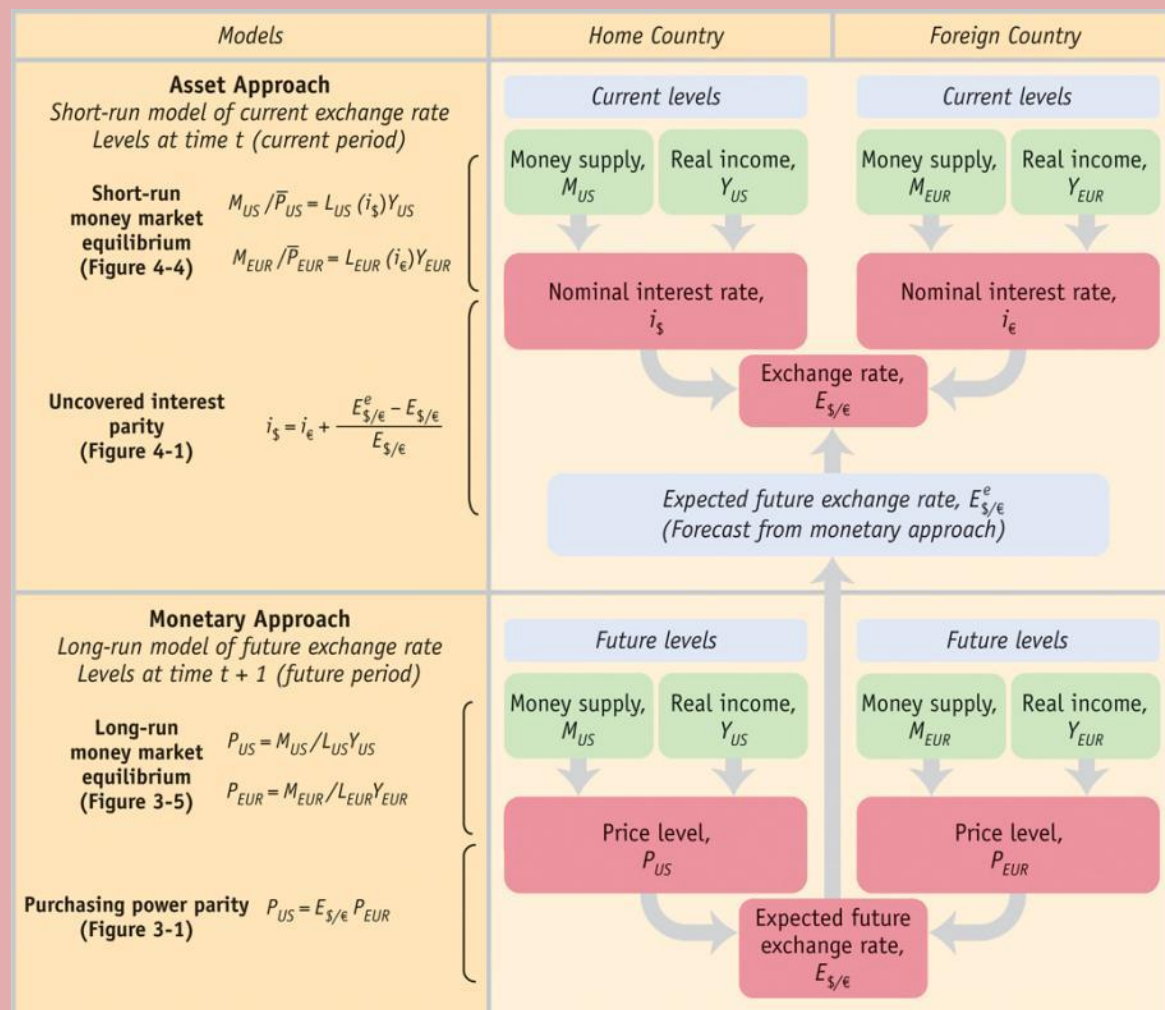 Models
Home Country
Foreign Country
Asset Approach
Short-run model of current exchange rate
Levels at time t (current period)
Short-run
money market
equilibrium
(Figure 4-4)
M_US / P̅_US = L_US (i_$)Y_US
M_EUR / P̅_EUR = L_EUR (i_€)Y_EUR
Uncovered interest
parity
(Figure 4-1)
i_$ = i_€ + (E^e_$/€ − E_$/€) / E_$/€
Current levels
Current levels
Money supply,
M_US
Real income,
Y_US
Money supply,
M_EUR
Real income,
Y_EUR
Nominal interest rate,
i_$
Nominal interest rate,
i_€
Exchange rate,
E_$/€
Expected future exchange rate, E^e_$/€
(Forecast from monetary approach)
Monetary Approach
Long-run model of future exchange rate
Levels at time t + 1 (future period)
Long-run
money market
equilibrium
(Figure 3-5)
P_US = M_US / L_US Y_US
P_EUR = M_EUR / L_EUR Y_EUR
Purchasing power parity
(Figure 3-1)
P_US = E_$/€ P_EUR
Future levels
Future levels
Money supply,
M_US
Real income,
Y_US
Money supply,
M_EUR
Real income,
Y_EUR
Price level,
P_US
Price level,
P_EUR
Expected future
exchange rate,
E_$/€